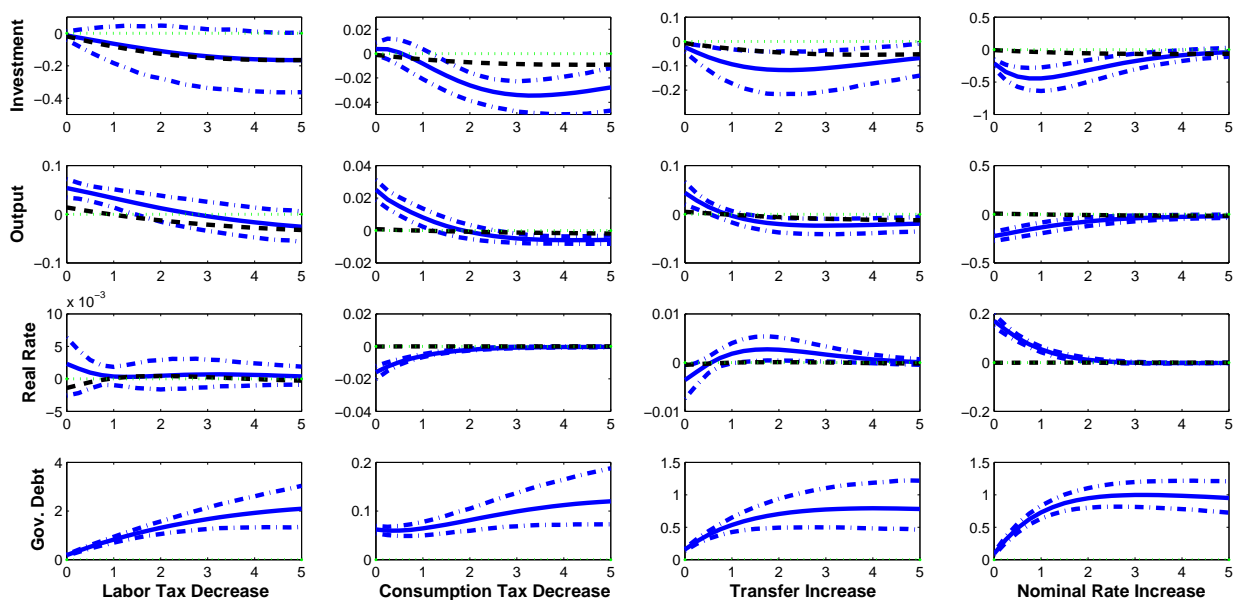 0.1 0.5
0 0.02 0 0
Investment −0.2 0 −0.1 −0.5
−0.02
−0.4 −0.04 −0.2 −1
0 1 2 3 4 5 0 1 2 3 4 5 0 1 2 3 4 5 0 1 2 3 4 5
0.1 0.04 0.1 0.5
Output 0 0.02 0 0
0
−0.1 −0.02 −0.1 −0.5
0 1 2 3 4 5 0 1 2 3 4 5 0 1 2 3 4 5 0 1 2 3 4 5
x 10−3
10 0.02 0.01 0.2
Real Rate 5 0 0 0
0 −0.02
−5 −0.04 −0.01 −0.2
0 1 2 3 4 5 0 1 2 3 4 5 0 1 2 3 4 5 0 1 2 3 4 5
4 0.2 1.5 1.5
Gov. Debt 2 0.1 1 1
0.5 0.5
0 0 0 0
0 1 2 3 4 5 0 1 2 3 4 5 0 1 2 3 4 5 0 1 2 3 4 5
Labor Tax Decrease Consumption Tax Decrease Transfer Increase Nominal Rate Increase